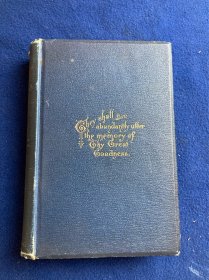 They shall
abundantly utter
the memory of
Thy Great
Goodness.